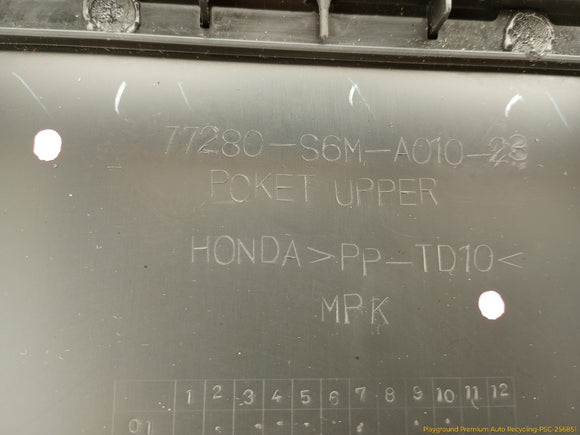 77280-S6M-A010-23
POKET UPPER
HONDA >PP-TD10<
MPK
1 2 3 4 5 6 7 8 9 10 11 12
01
Playground Premium Auto Recycling-PSC-25685